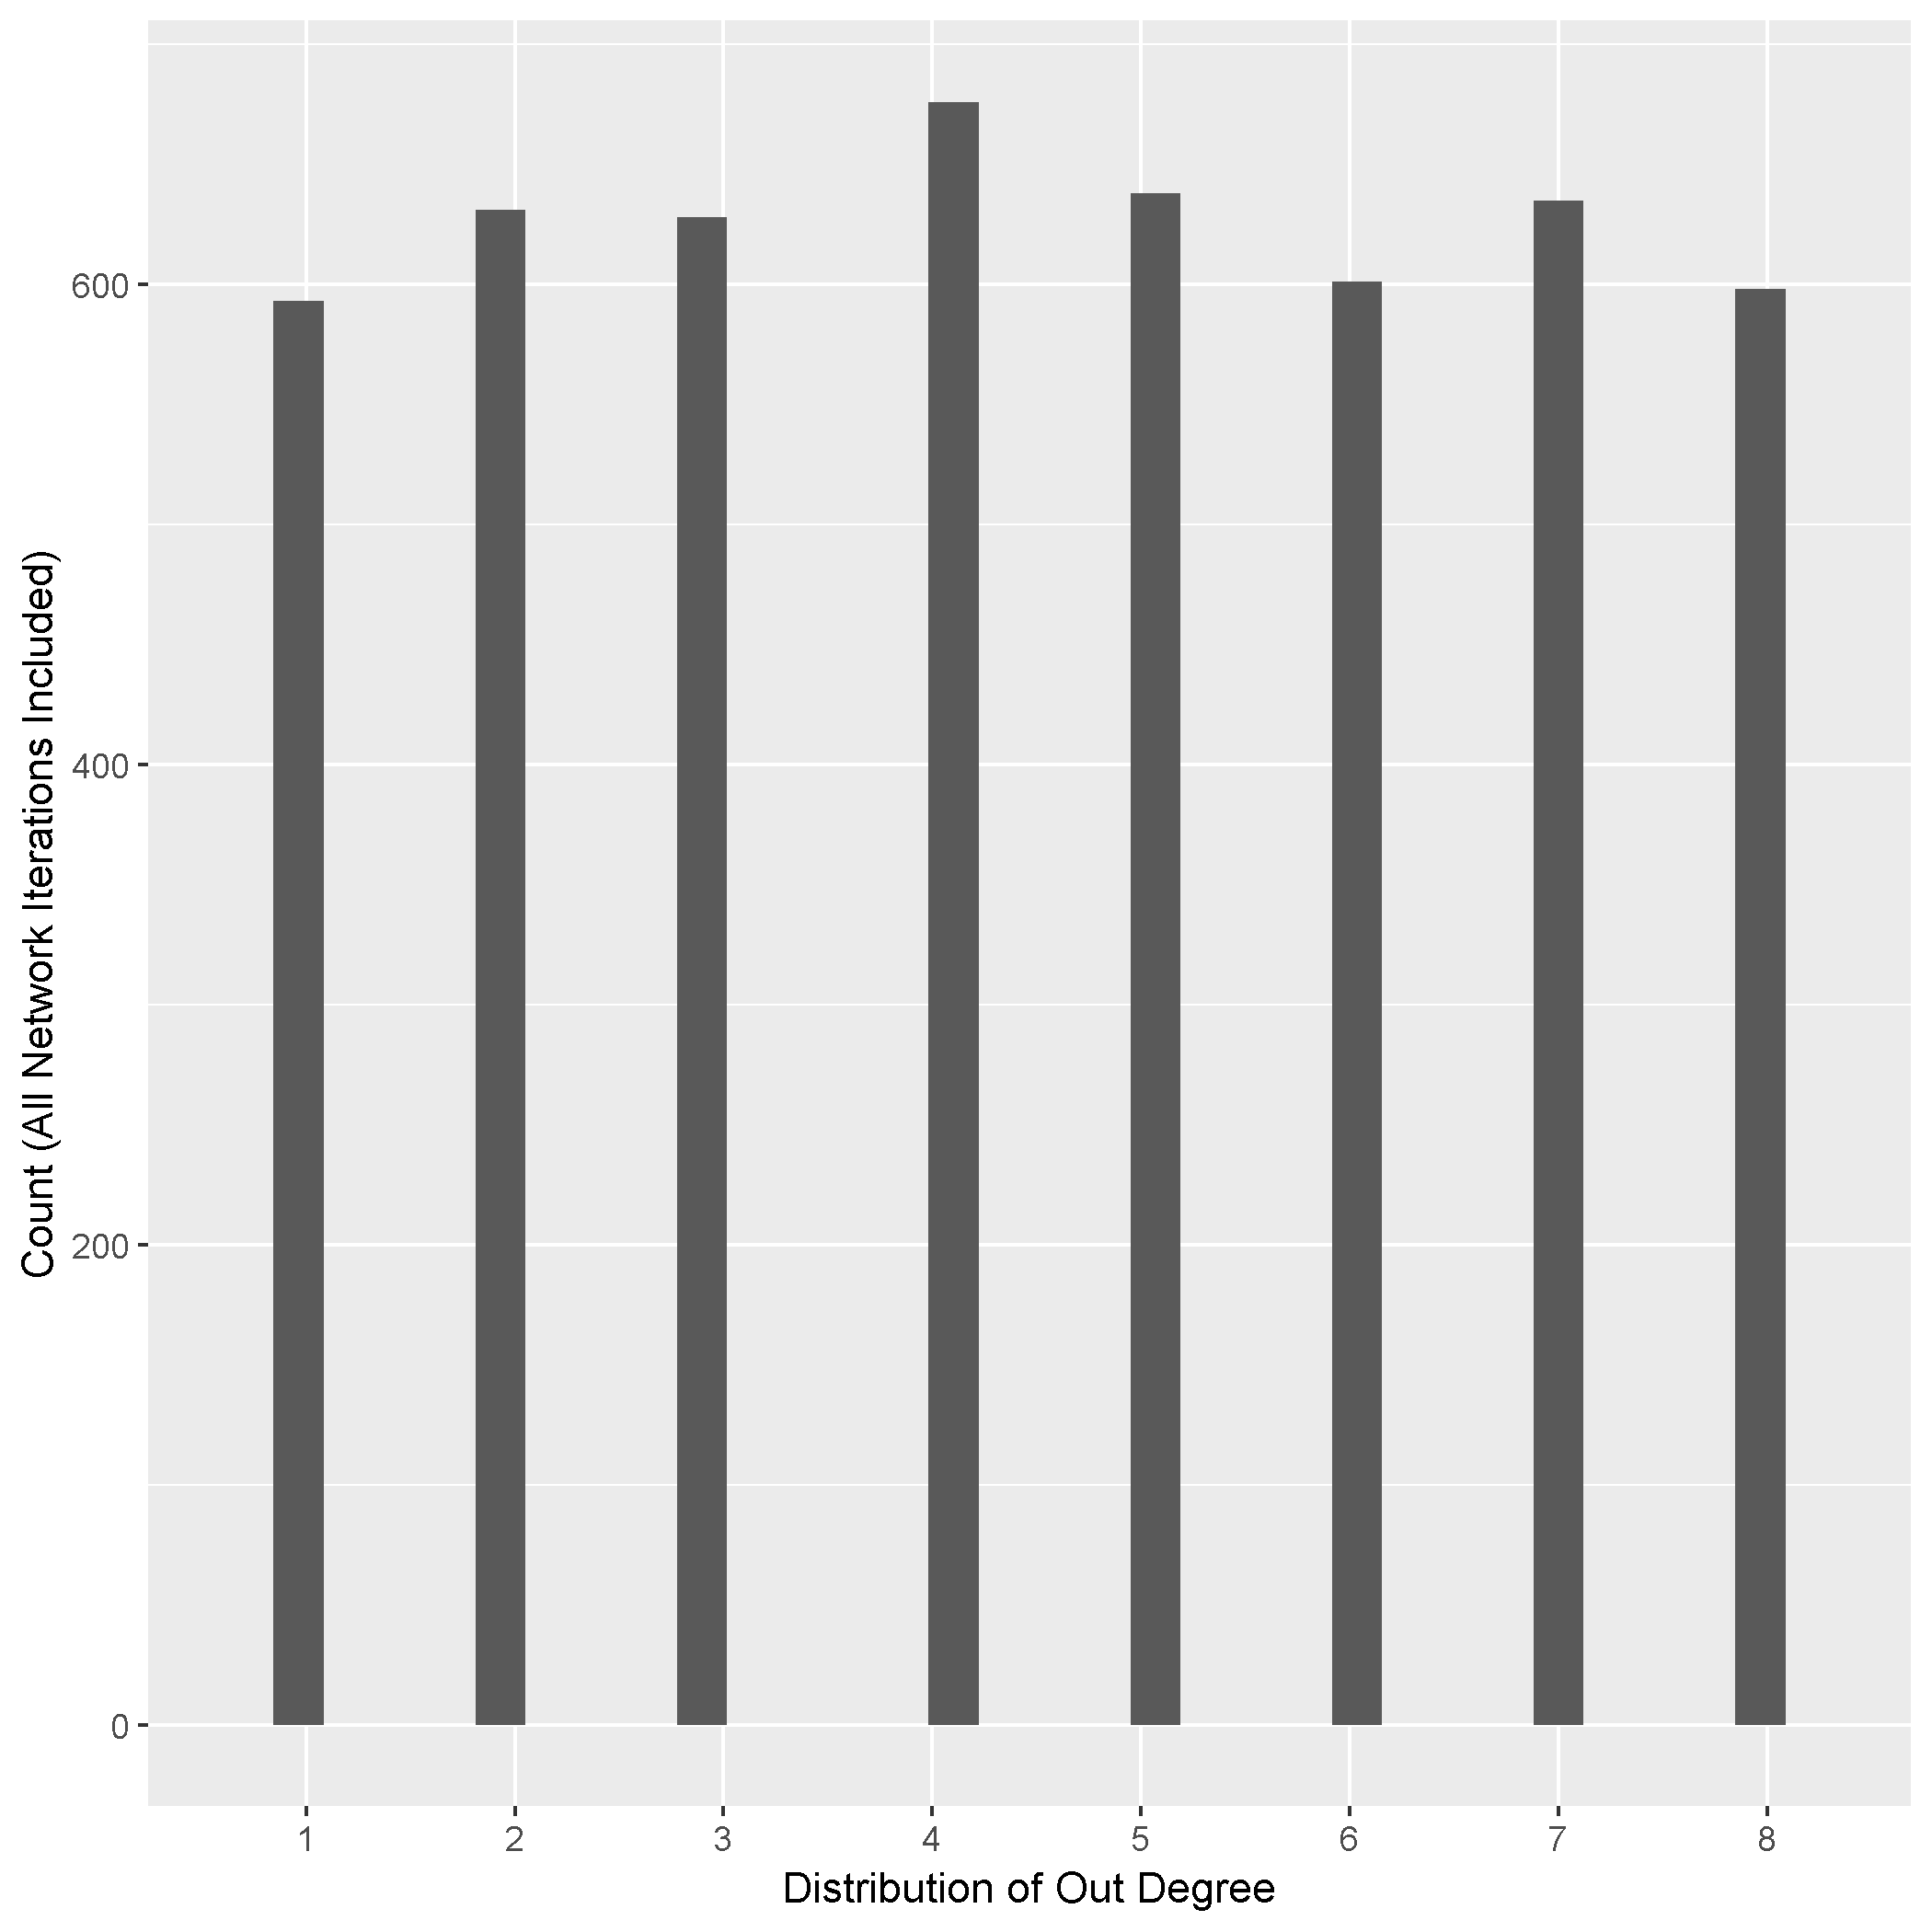 Count (All Network Iterations Included)
600
400
200
0
1 2 3 4 5 6 7 8
Distribution of Out Degree